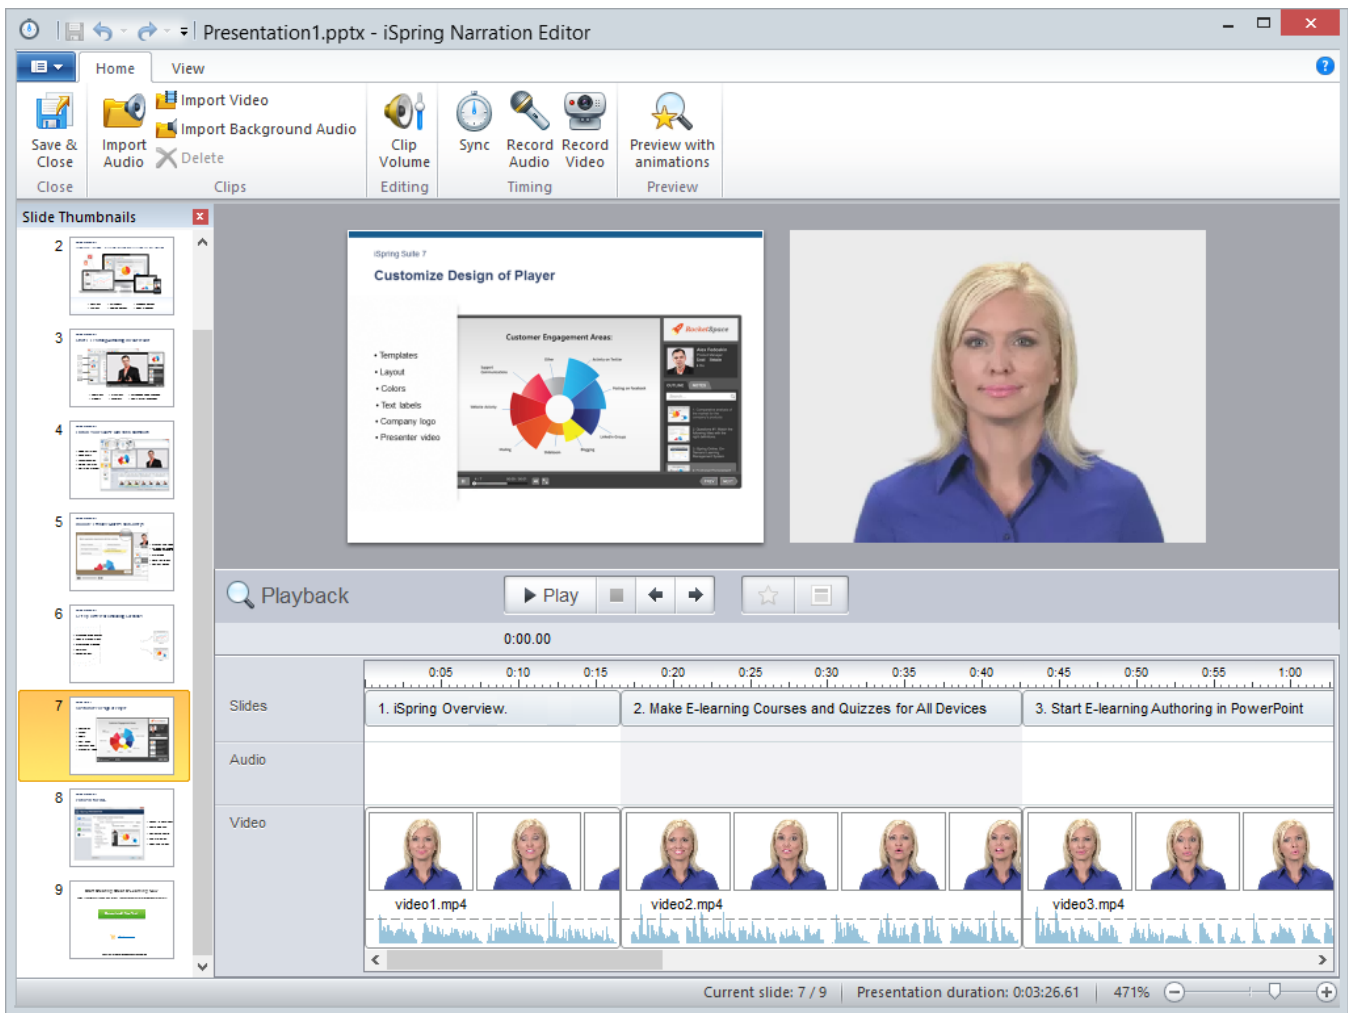 Presentation1.pptx - iSpring Narration Editor
Home View
Import Video
Import Background Audio
Delete
Save & Close
Import Audio
Clip Volume
Sync
Record Audio
Record Video
Preview with animations
Close
Clips
Editing
Timing
Preview
Slide Thumbnails
2
3
4
5
6
7
8
9
iSpring Suite 7
Customize Design of Player
• Templates
• Layout
• Colors
• Text labels
• Company logo
• Presenter video
Customer Engagement Areas:
RocketSpace
Playback
Play
0:00.00
0:05 0:10 0:15 0:20 0:25 0:30 0:35 0:40 0:45 0:50 0:55 1:00
Slides
1. iSpring Overview.
2. Make E-learning Courses and Quizzes for All Devices
3. Start E-learning Authoring in PowerPoint
Audio
Video
video1.mp4
video2.mp4
video3.mp4
Current slide: 7 / 9
Presentation duration: 0:03:26.61
471%